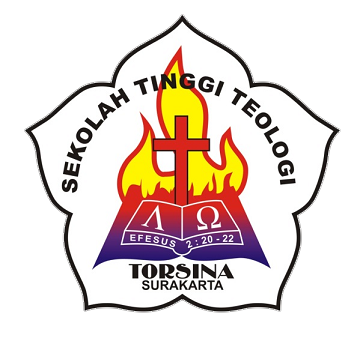 SEKOLAH TINGGI TEOLOGI
Λ Ω
EFESUS 2 : 20 - 22
TORSINA
SURAKARTA